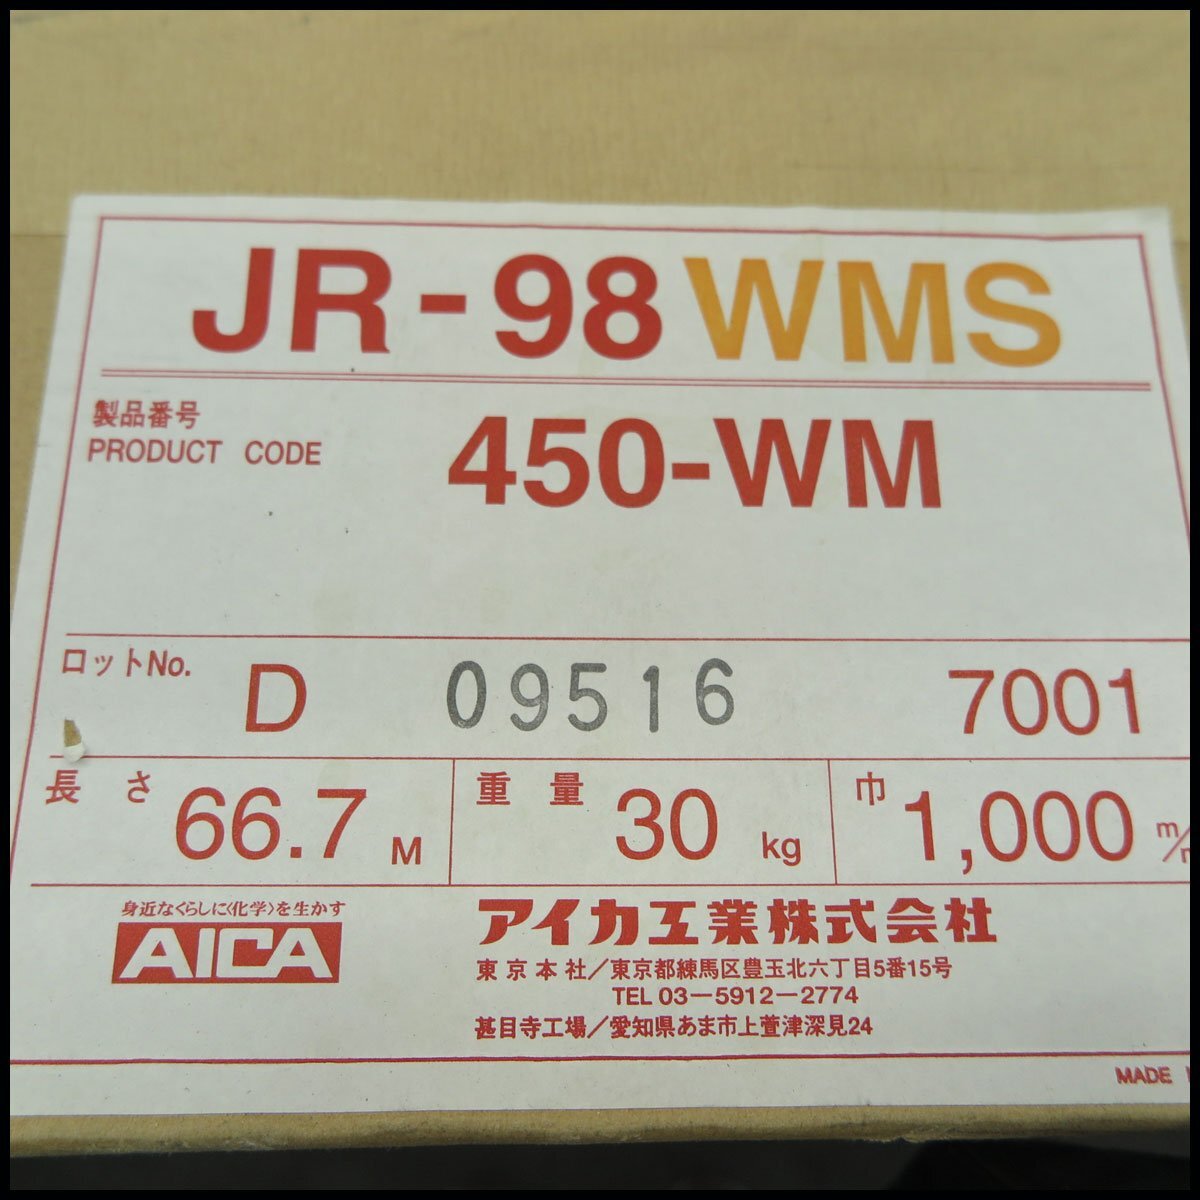 JR-98 WMS
製品番号
PRODUCT CODE 450-WM
ロットNo. D 09516 7001
長さ 66.7 M 重量 30 kg 巾 1,000 m/m
身近なくらしに〈化学〉を生かす
AICA
アイカ工業株式会社
東京本社/東京都練馬区豊玉北六丁目5番15号
TEL 03-5912-2774
甚目寺工場/愛知県あま市上萱津深見24
MADE